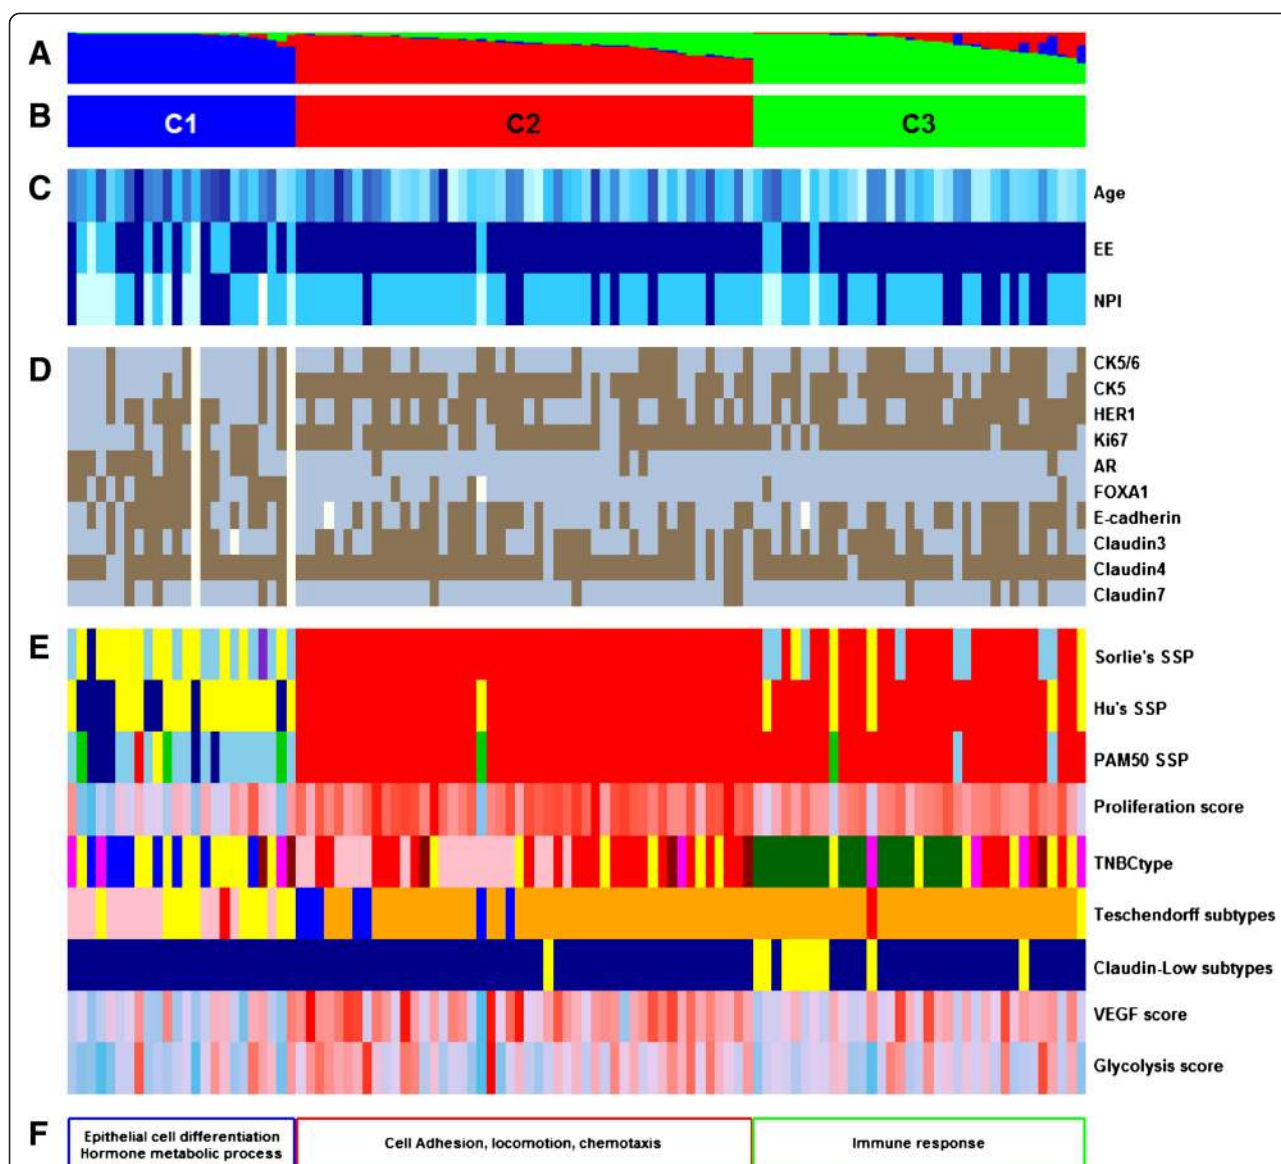 A
B
C1
C2
C3
C
Age
EE
NPI
D
CK5/6
CK5
HER1
Ki67
AR
FOXA1
E-cadherin
Claudin3
Claudin4
Claudin7
E
Sorlie's SSP
Hu's SSP
PAM50 SSP
Proliferation score
TNBCtype
Teschendorff subtypes
Claudin-Low subtypes
VEGF score
Glycolysis score
F
Epithelial cell differentiation
Hormone metabolic process
Cell Adhesion, locomotion, chemotaxis
Immune response